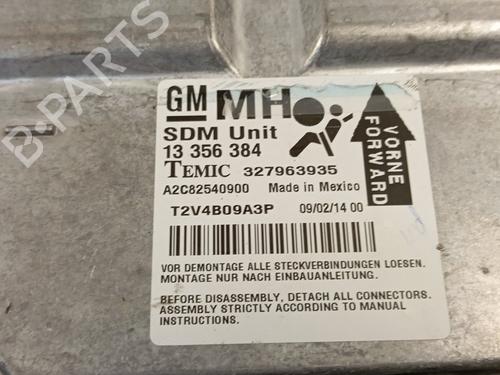 GM MH
SDM Unit
13 356 384
TEMIC 327963935
A2C82540900 Made in Mexico
T2V4B09A3P 09/02/14 00
VORNE
FORWARD
VOR DEMONTAGE ALLE STECKVERBINDUNGEN LOESEN.
MONTAGE NUR NACH EINBAUANLEITUNG.
BEFORE DISASSEMBLY, DETACH ALL CONNECTORS.
ASSEMBLY STRICTLY ACCORDING TO MANUAL
INSTRUCTIONS.
B-PARTS